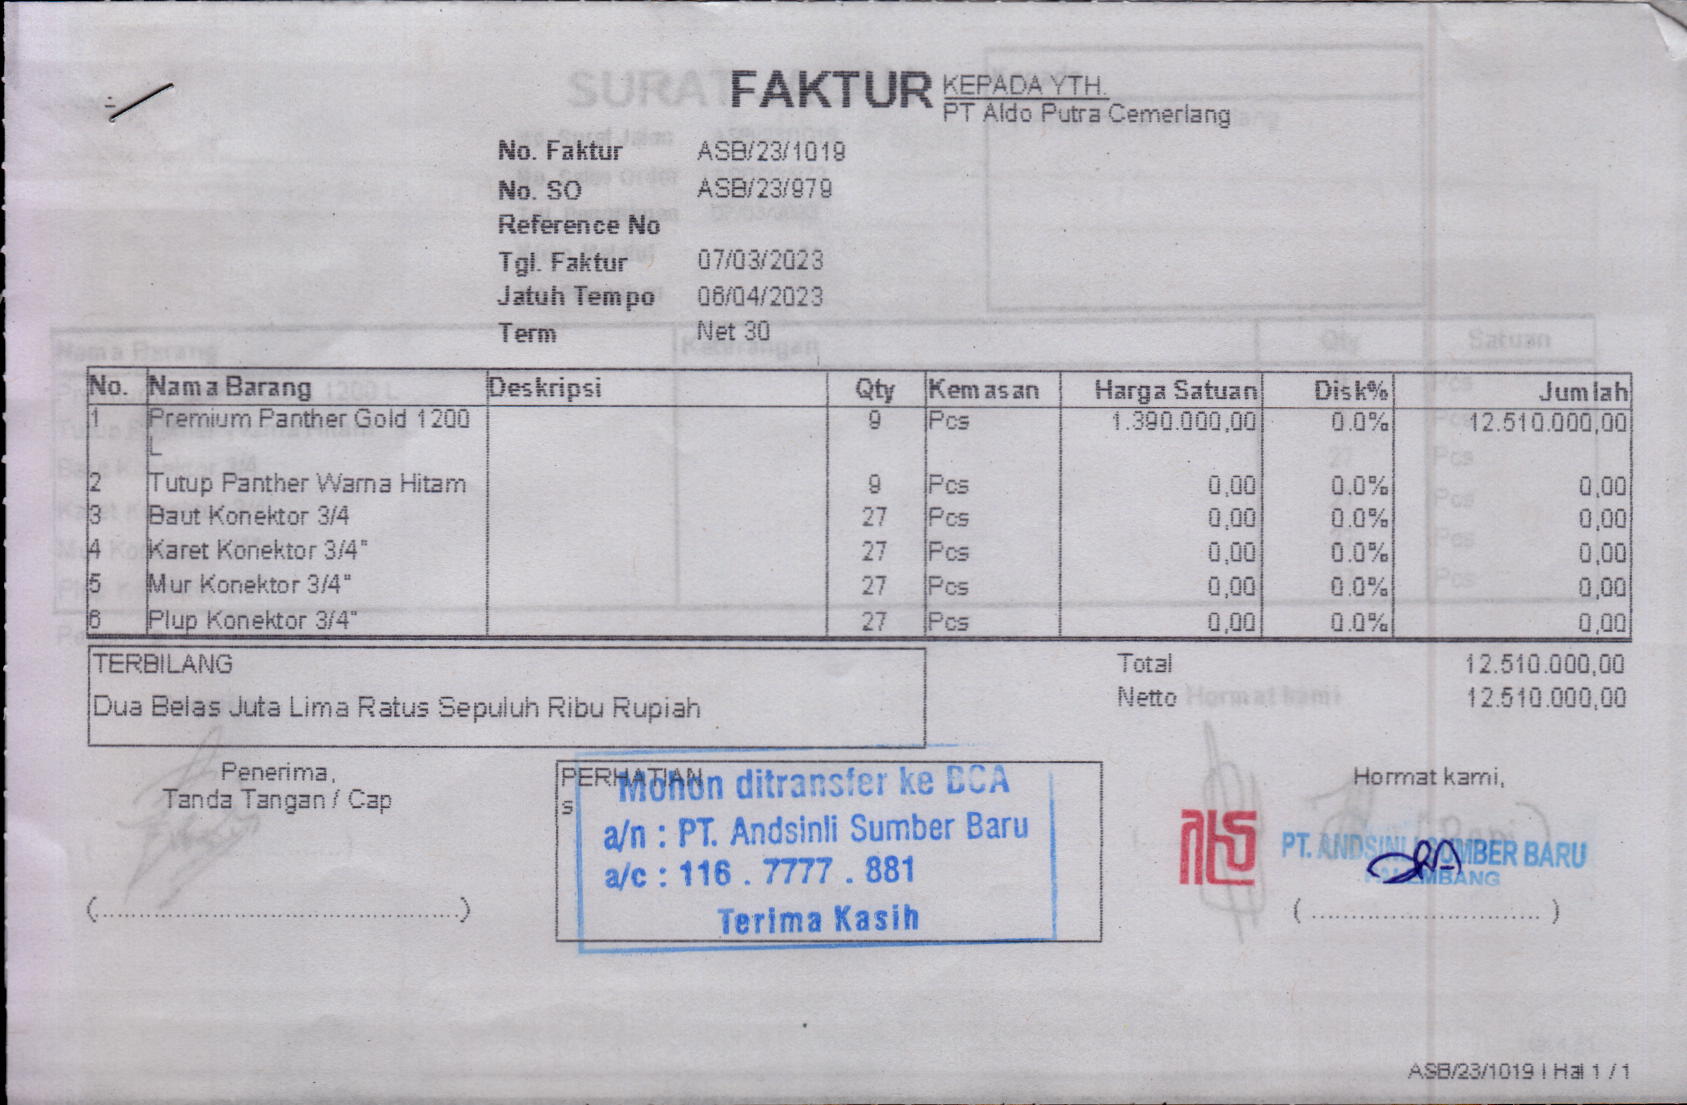 FAKTUR
KEPADA YTH.
PT Aldo Putra Cemerlang
No. Faktur ASB/23/1019
No. SO ASB/23/979
Reference No
Tgl. Faktur 07/03/2023
Jatuh Tempo 06/04/2023
Term Net 30
No. Nama Barang Deskripsi Qty Kemasan Harga Satuan Disk% Jumlah
1 Premium Panther Gold 1200 9 Pcs 1.390.000,00 0.0% 12.510.000,00
L
2 Tutup Panther Warna Hitam 9 Pcs 0,00 0.0% 0,00
3 Baut Konektor 3/4 27 Pcs 0,00 0.0% 0,00
4 Karet Konektor 3/4" 27 Pcs 0,00 0.0% 0,00
5 Mur Konektor 3/4" 27 Pcs 0,00 0.0% 0,00
6 Plup Konektor 3/4" 27 Pcs 0,00 0.0% 0,00
TERBILANG
Dua Belas Juta Lima Ratus Sepuluh Ribu Rupiah
Total 12.510.000,00
Netto 12.510.000,00
Penerima,
Tanda Tangan / Cap
(............................................)
PERHATIAN
s
Mohon ditransfer ke BCA
a/n : PT. Andsinli Sumber Baru
a/c : 116 . 7777 . 881
Terima Kasih
Hormat kami,
PT. ANDSINLI SUMBER BARU
PALEMBANG
( ............................ )
ASB/23/1019 | Hal 1 / 1